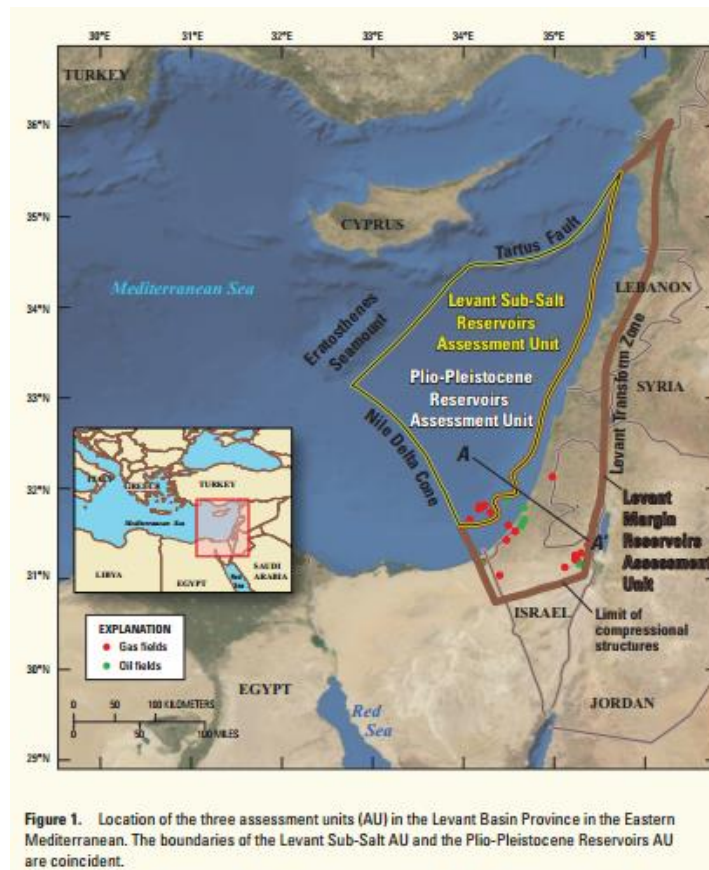 30°E 31°E 32°E 33°E 34°E 35°E 36°E
TURKEY
36°N
35°N
CYPRUS
Tartus Fault
Mediterranean Sea
34°N
LEBANON
Levant Sub-Salt
Reservoirs
Assessment Unit
Eratosthenes
Seamount
Plio-Pleistocene
Reservoirs
Assessment Unit
Levant Transform Zone
SYRIA
33°N
Nile Delta Cone
A
32°N
Levant
Margin
Reservoirs
Assessment
Unit
A'
ITALY
GREECE
TURKEY
Mediterranean Sea
LIBYA
EGYPT
Red
Sea
SAUDI
ARABIA
31°N
ISRAEL
Limit of
compressional
structures
EXPLANATION
Gas fields
Oil fields
30°N
EGYPT
JORDAN
0 50 100 KILOMETERS
0 50 100 MILES
Red
Sea
29°N
Figure 1. Location of the three assessment units (AU) in the Levant Basin Province in the Eastern
Mediterranean. The boundaries of the Levant Sub-Salt AU and the Plio-Pleistocene Reservoirs AU
are coincident.